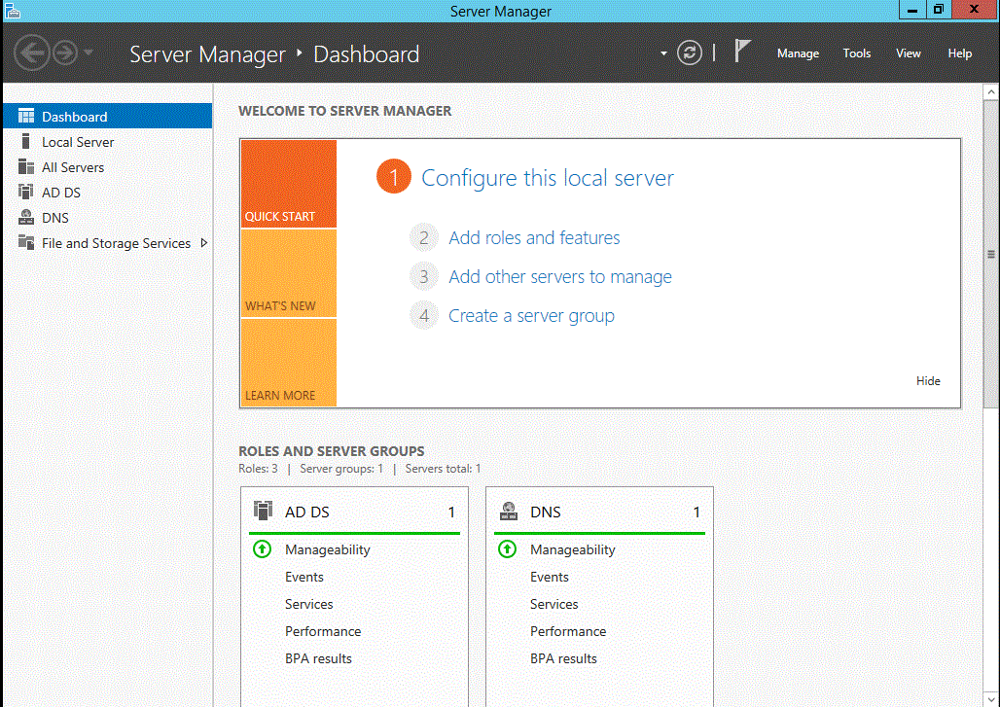 Server Manager
Server Manager ‣ Dashboard
Manage Tools View Help
Dashboard
Local Server
All Servers
AD DS
DNS
File and Storage Services
WELCOME TO SERVER MANAGER
QUICK START
WHAT'S NEW
LEARN MORE
1 Configure this local server
2 Add roles and features
3 Add other servers to manage
4 Create a server group
Hide
ROLES AND SERVER GROUPS
Roles: 3 | Server groups: 1 | Servers total: 1
AD DS 1
Manageability
Events
Services
Performance
BPA results
DNS 1
Manageability
Events
Services
Performance
BPA results